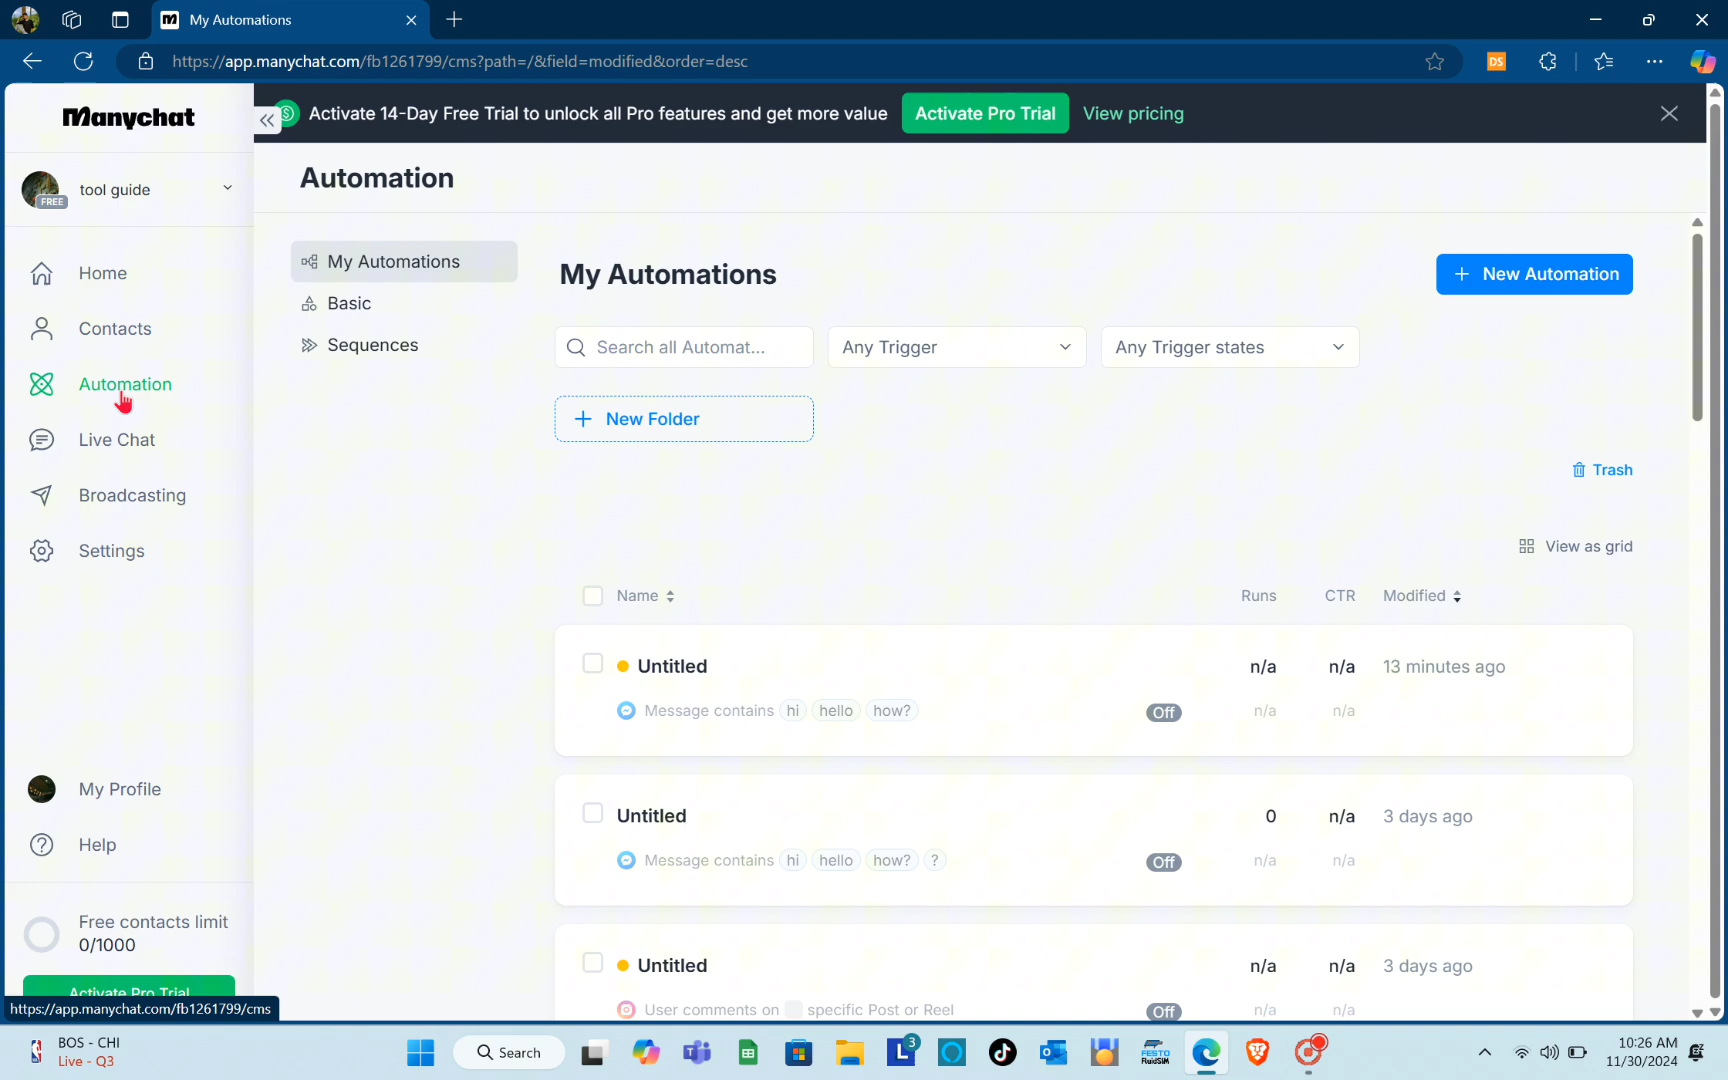 My Automations
https://app.manychat.com/fb1261799/cms?path=/&field=modified&order=desc
DS
Manychat
Activate 14-Day Free Trial to unlock all Pro features and get more value
Activate Pro Trial
View pricing
FREE
tool guide
Automation
Home
Contacts
Automation
Live Chat
Broadcasting
Settings
My Profile
Help
Free contacts limit
0/1000
Activate Pro Trial
https://app.manychat.com/fb1261799/cms
My Automations
Basic
Sequences
My Automations
+ New Automation
Search all Automat...
Any Trigger
Any Trigger states
+ New Folder
Trash
View as grid
Name
Runs
CTR
Modified
Untitled
n/a
n/a
13 minutes ago
Message contains hi hello how?
Off
n/a
n/a
Untitled
0
n/a
3 days ago
Message contains hi hello how? ?
Off
n/a
n/a
Untitled
n/a
n/a
3 days ago
User comments on specific Post or Reel
Off
n/a
n/a
BOS - CHI
Live - Q3
Search
L
3
FESTO
FluidSIM
10:26 AM
11/30/2024